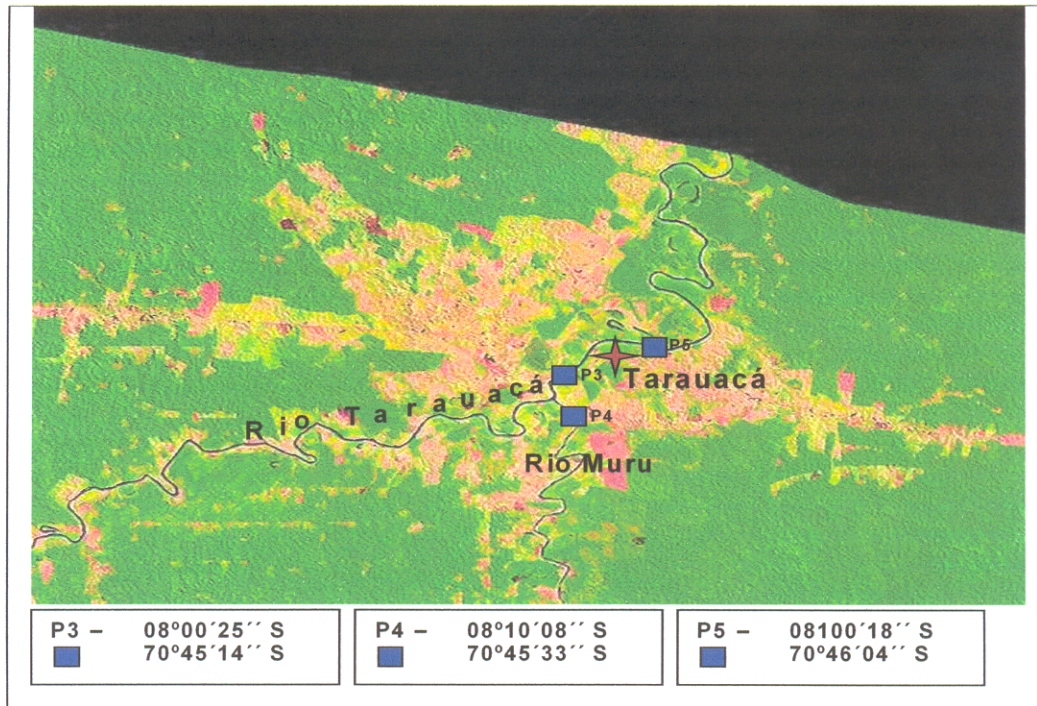 P5
P3
Tarauacá
Rio Tarauacá
P4
Rio Muru
P3 – 08º00´25´´ S
70º45´14´´ S
P4 – 08º10´08´´ S
70º45´33´´ S
P5 - 08100´18´´ S
70º46´04´´ S